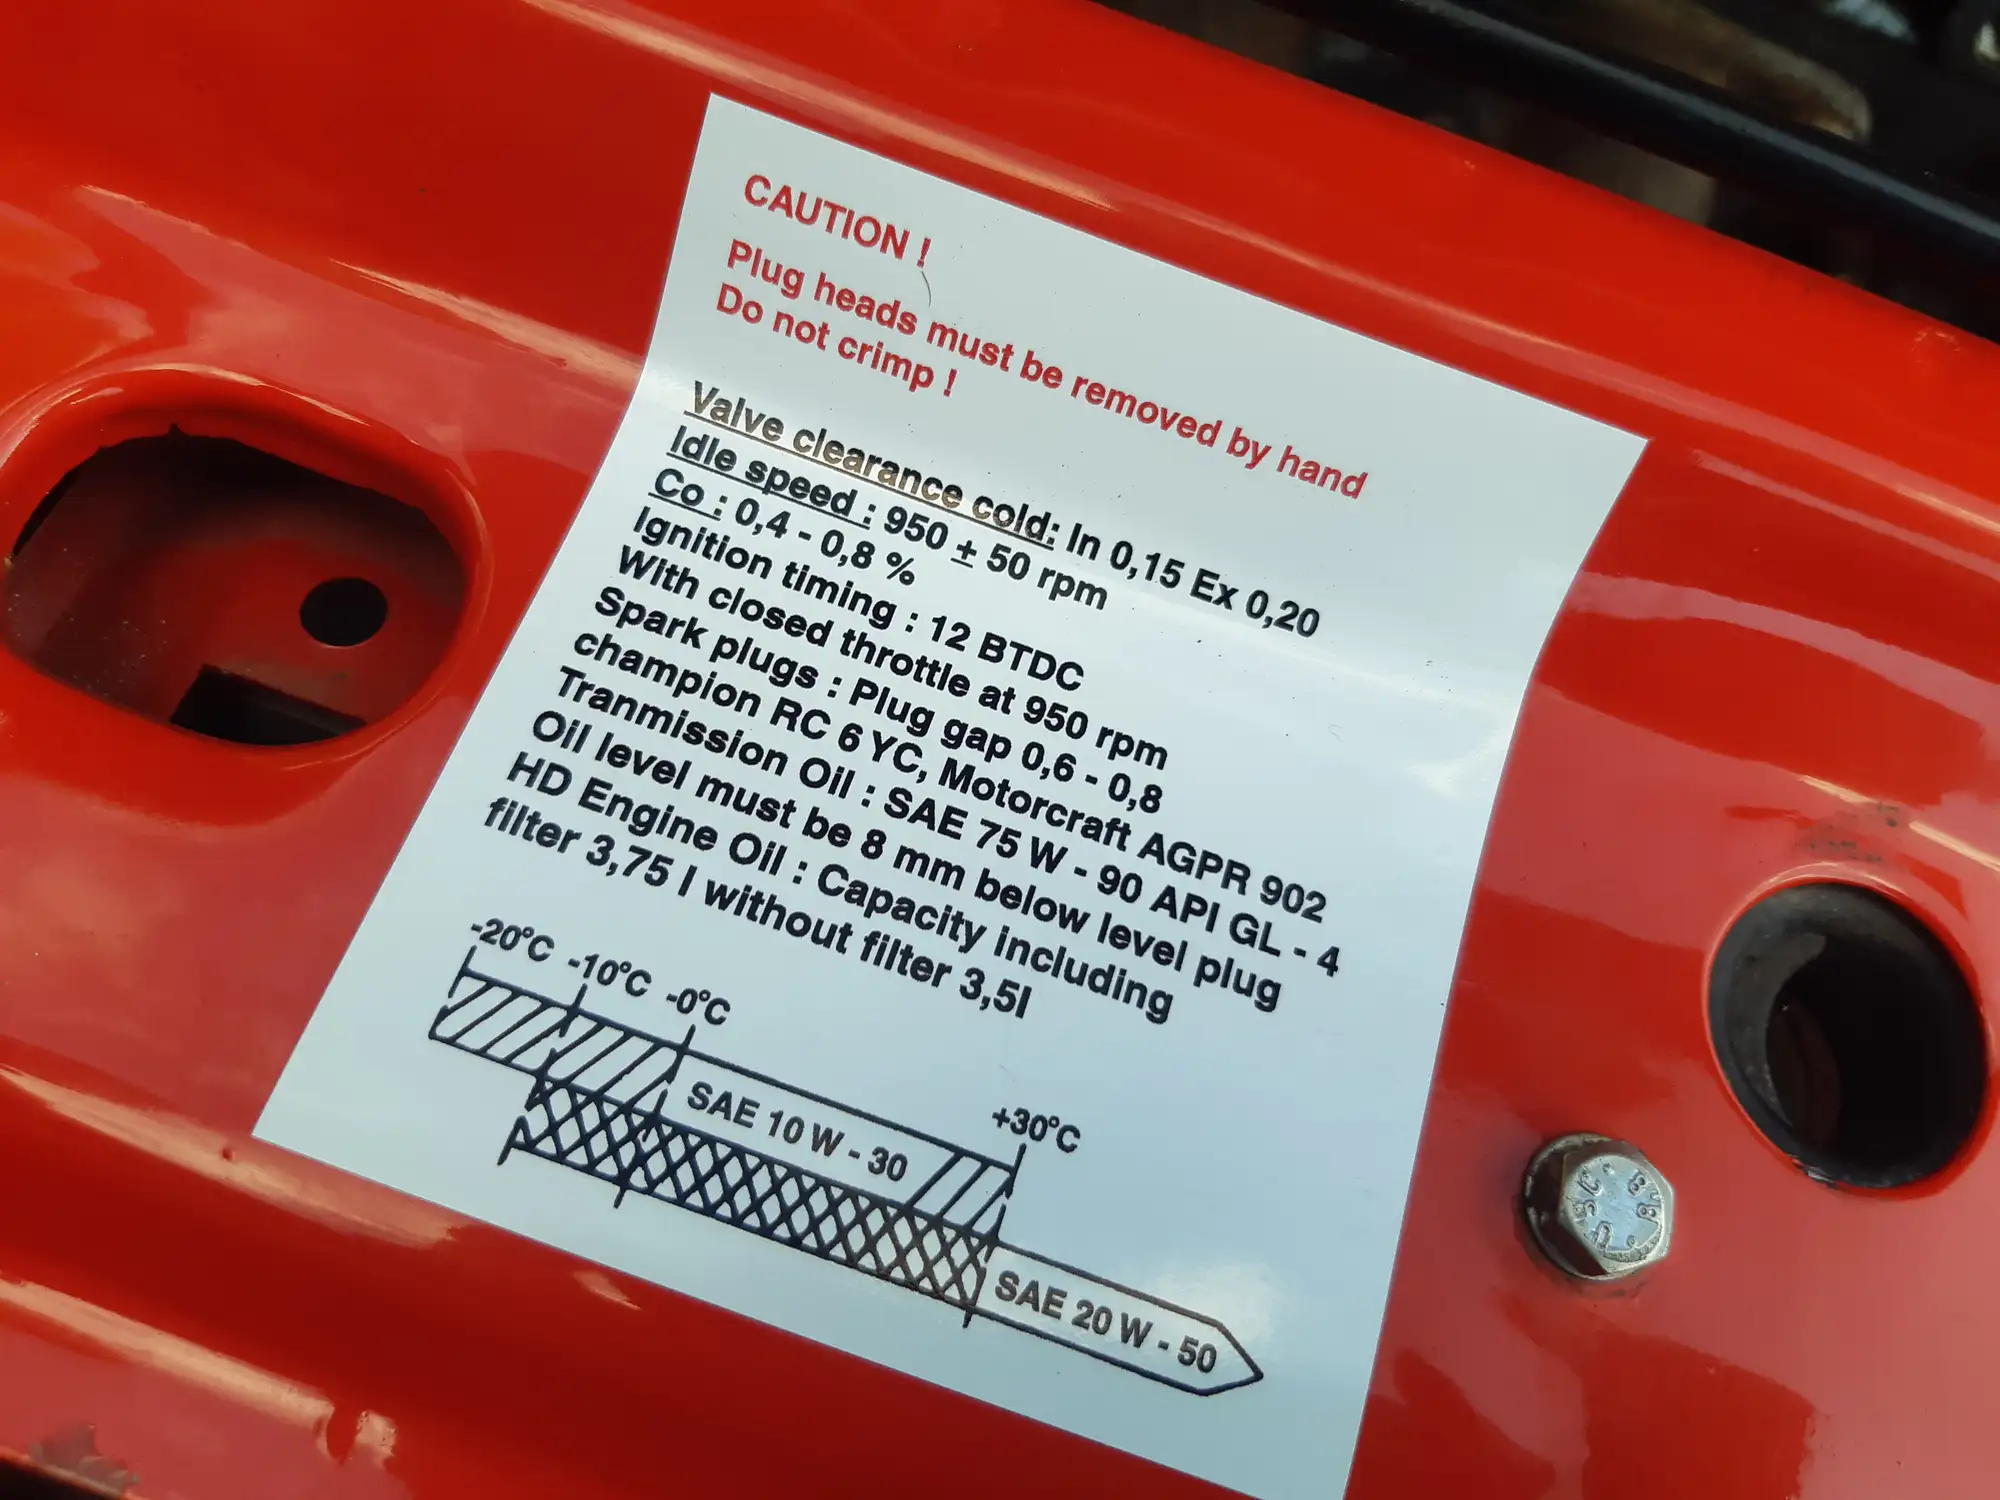 CAUTION !
Plug heads must be removed by hand
Do not crimp !
Valve clearance cold: In 0,15 Ex 0,20
Idle speed : 950 ± 50 rpm
Co : 0,4 - 0,8 %
Ignition timing : 12 BTDC
With closed throttle at 950 rpm
Spark plugs : Plug gap 0,6 - 0,8
champion RC 6 YC, Motorcraft AGPR 902
Tranmission Oil : SAE 75 W - 90 API GL - 4
Oil level must be 8 mm below level plug
HD Engine Oil : Capacity including
filter 3,75 l without filter 3,5l
-20°C -10°C -0°C
+30°C
SAE 10 W - 30
SAE 20 W - 50